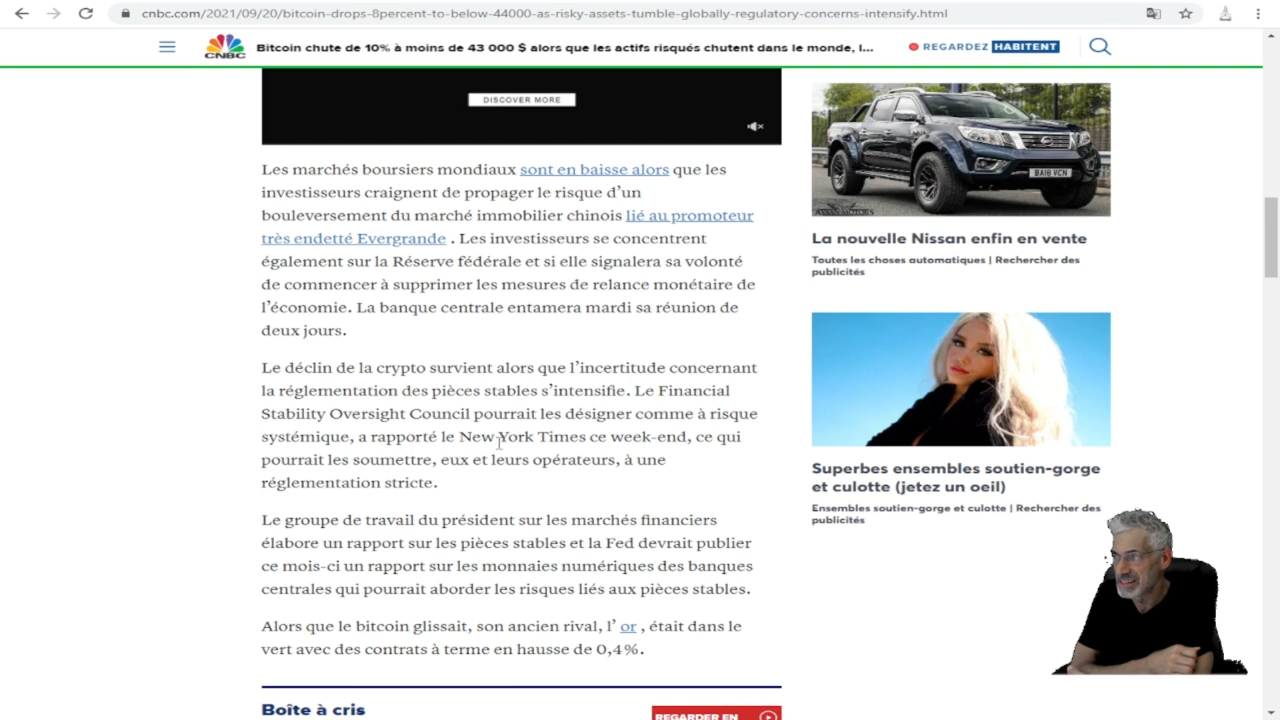 cnbc.com/2021/09/20/bitcoin-drops-8percent-to-below-44000-as-risky-assets-tumble-globally-regulatory-concerns-intensify.html
CNBC
Bitcoin chute de 10% à moins de 43 000 $ alors que les actifs risqués chutent dans le monde, l...
REGARDEZ HABITENT
DISCOVER MORE
Les marchés boursiers mondiaux sont en baisse alors que les
investisseurs craignent de propager le risque d'un
bouleversement du marché immobilier chinois lié au promoteur
très endetté Evergrande . Les investisseurs se concentrent
également sur la Réserve fédérale et si elle signalera sa volonté
de commencer à supprimer les mesures de relance monétaire de
l'économie. La banque centrale entamera mardi sa réunion de
deux jours.
Le déclin de la crypto survient alors que l'incertitude concernant
la réglementation des pièces stables s'intensifie. Le Financial
Stability Oversight Council pourrait les désigner comme à risque
systémique, a rapporté le New York Times ce week-end, ce qui
pourrait les soumettre, eux et leurs opérateurs, à une
réglementation stricte.
Le groupe de travail du président sur les marchés financiers
élabore un rapport sur les pièces stables et la Fed devrait publier
ce mois-ci un rapport sur les monnaies numériques des banques
centrales qui pourrait aborder les risques liés aux pièces stables.
Alors que le bitcoin glissait, son ancien rival, l' or , était dans le
vert avec des contrats à terme en hausse de 0,4%.
Boîte à cris
REGARDER EN
BA18 VCN
La nouvelle Nissan enfin en vente
Toutes les choses automatiques | Rechercher des
publicités
Superbes ensembles soutien-gorge
et culotte (jetez un oeil)
Ensembles soutien-gorge et culotte | Rechercher des
publicités